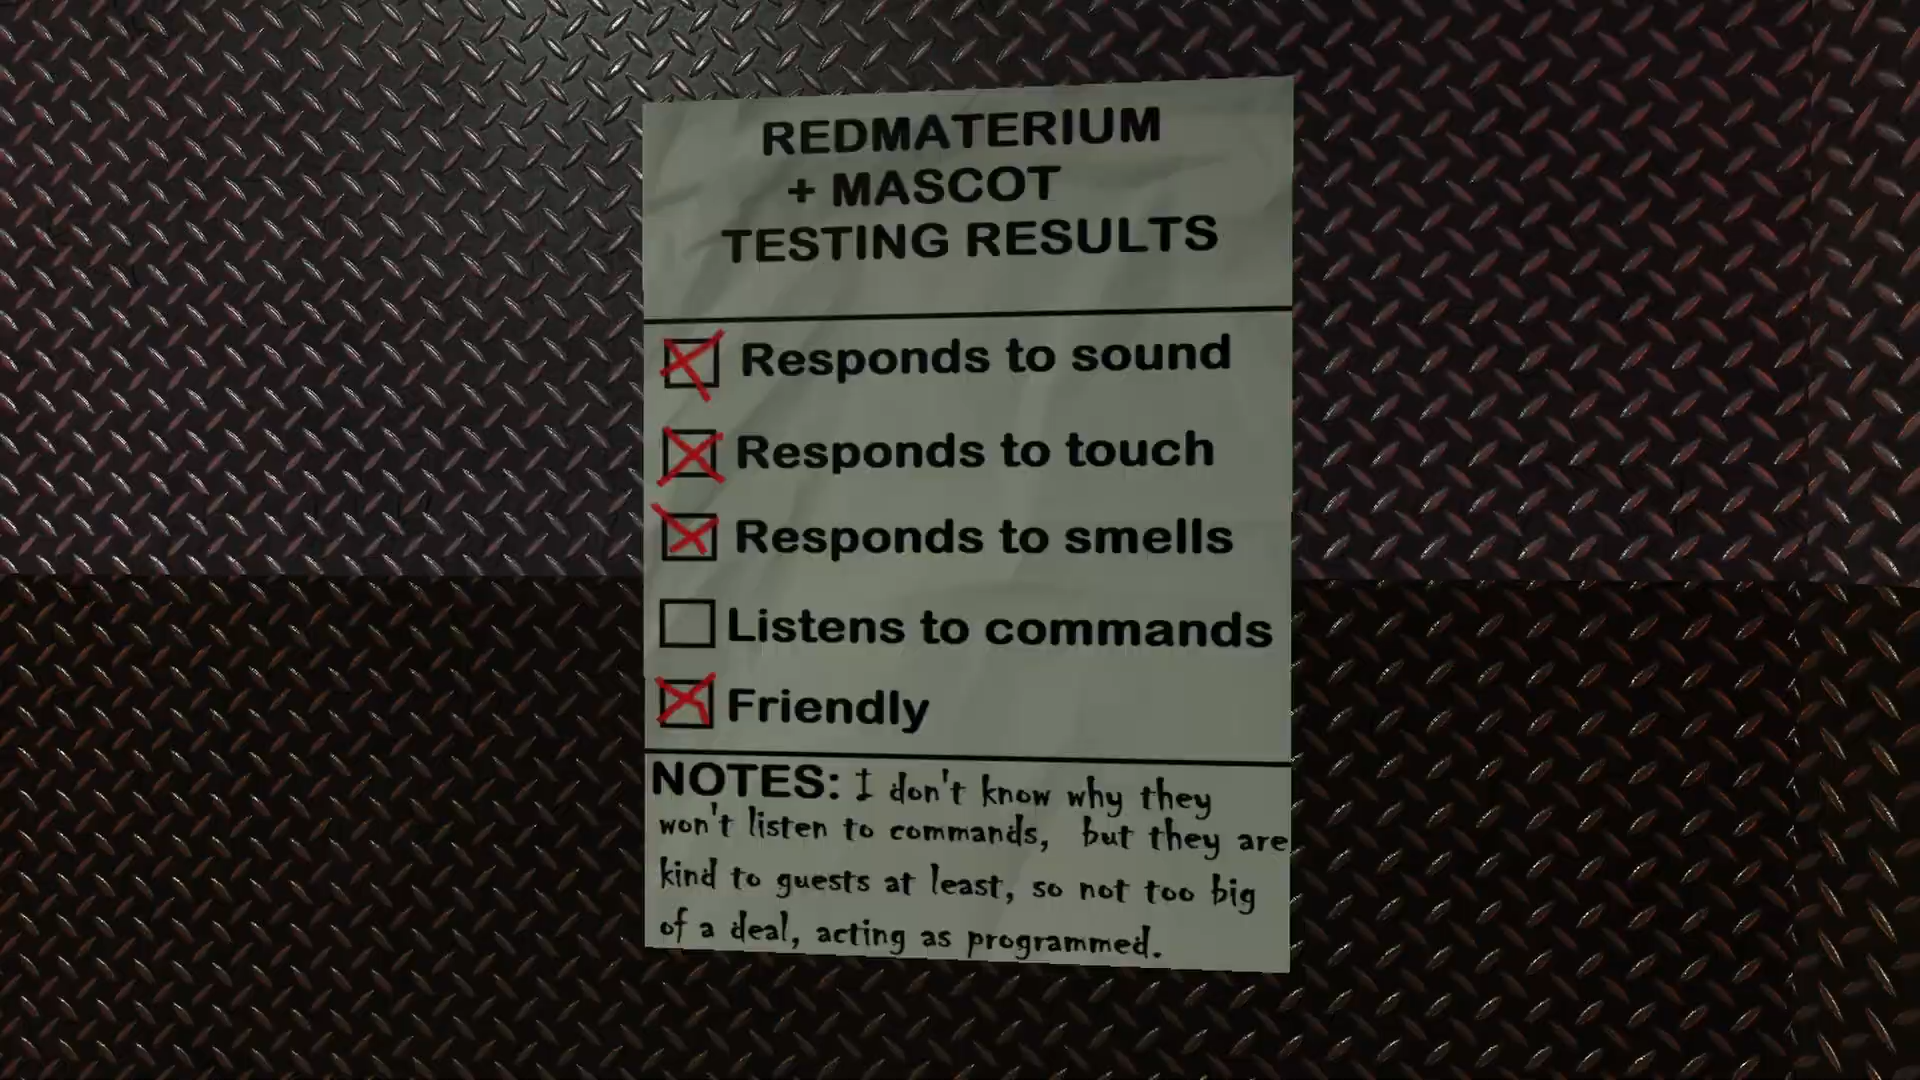 REDMATERIUM
+ MASCOT
TESTING RESULTS
Responds to sound
Responds to touch
Responds to smells
Listens to commands
Friendly
NOTES: I don't know why they
won't listen to commands, but they are
kind to guests at least, so not too big
of a deal, acting as programmed.